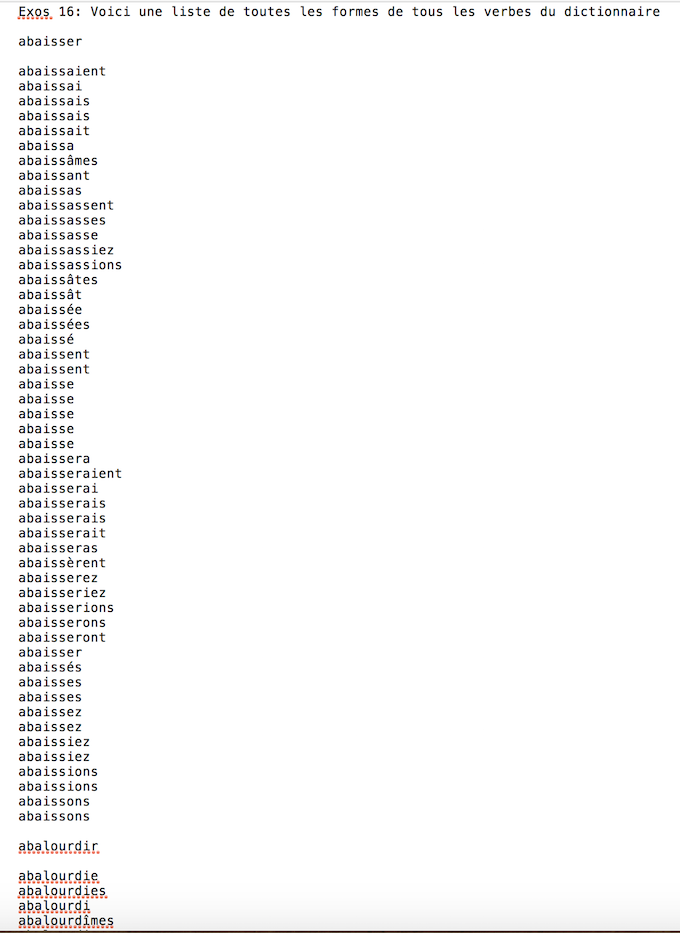 Exos 16: Voici une liste de toutes les formes de tous les verbes du dictionnaire
abaisser
abaissaient
abaissai
abaissais
abaissais
abaissait
abaissa
abaissâmes
abaissant
abaissas
abaissassent
abaissasses
abaissasse
abaissassiez
abaissassions
abaissâtes
abaissât
abaissée
abaissées
abaissé
abaissent
abaissent
abaisse
abaisse
abaisse
abaisse
abaisse
abaissera
abaisseraient
abaisserai
abaisserais
abaisserais
abaisserait
abaisseras
abaissèrent
abaisserez
abaisseriez
abaisserions
abaisserons
abaisseront
abaisser
abaissés
abaisses
abaisses
abaissez
abaissez
abaissiez
abaissiez
abaissions
abaissions
abaissons
abaissons
abalourdir
abalourdie
abalourdies
abalourdi
abalourdîmes